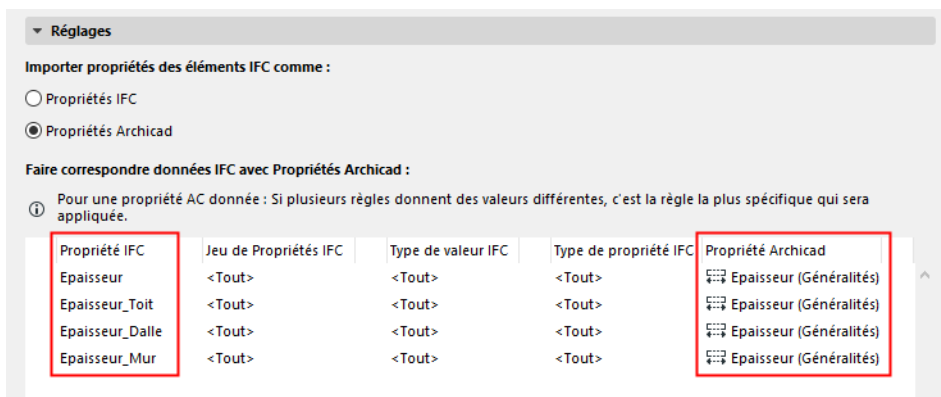 Réglages
Importer propriétés des éléments IFC comme :
Propriétés IFC
Propriétés Archicad
Faire correspondre données IFC avec Propriétés Archicad :
Pour une propriété AC donnée : Si plusieurs règles donnent des valeurs différentes, c'est la règle la plus spécifique qui sera
appliquée.
Propriété IFC Jeu de Propriétés IFC Type de valeur IFC Type de propriété IFC Propriété Archicad
Epaisseur <Tout> <Tout> <Tout> Epaisseur (Généralités)
Epaisseur_Toit <Tout> <Tout> <Tout> Epaisseur (Généralités)
Epaisseur_Dalle <Tout> <Tout> <Tout> Epaisseur (Généralités)
Epaisseur_Mur <Tout> <Tout> <Tout> Epaisseur (Généralités)